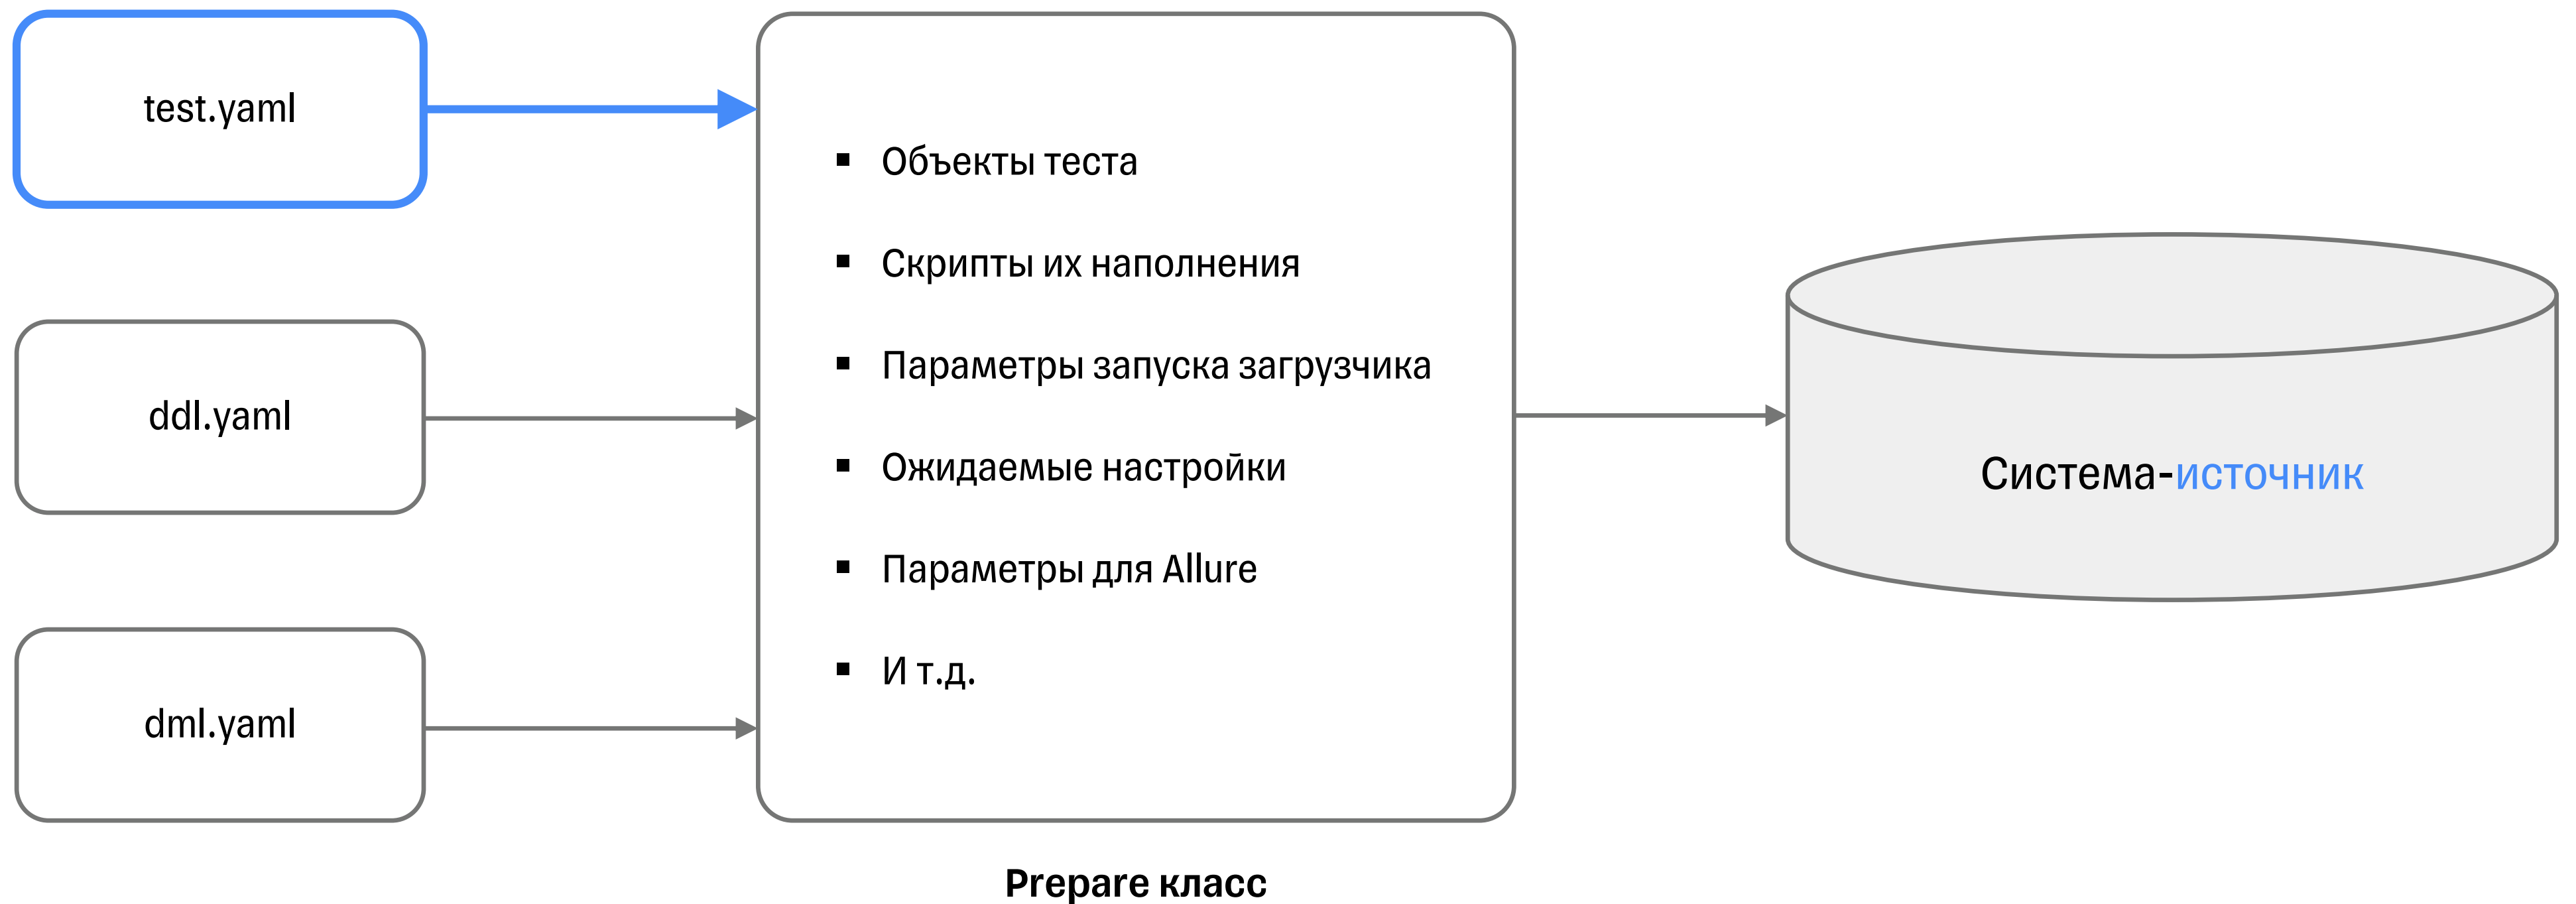 test.yaml
ddl.yaml
dml.yaml
▪ Объекты теста
▪ Скрипты их наполнения
▪ Параметры запуска загрузчика
▪ Ожидаемые настройки
▪ Параметры для Allure
▪ И т.д.
Prepare класс
Система-источник